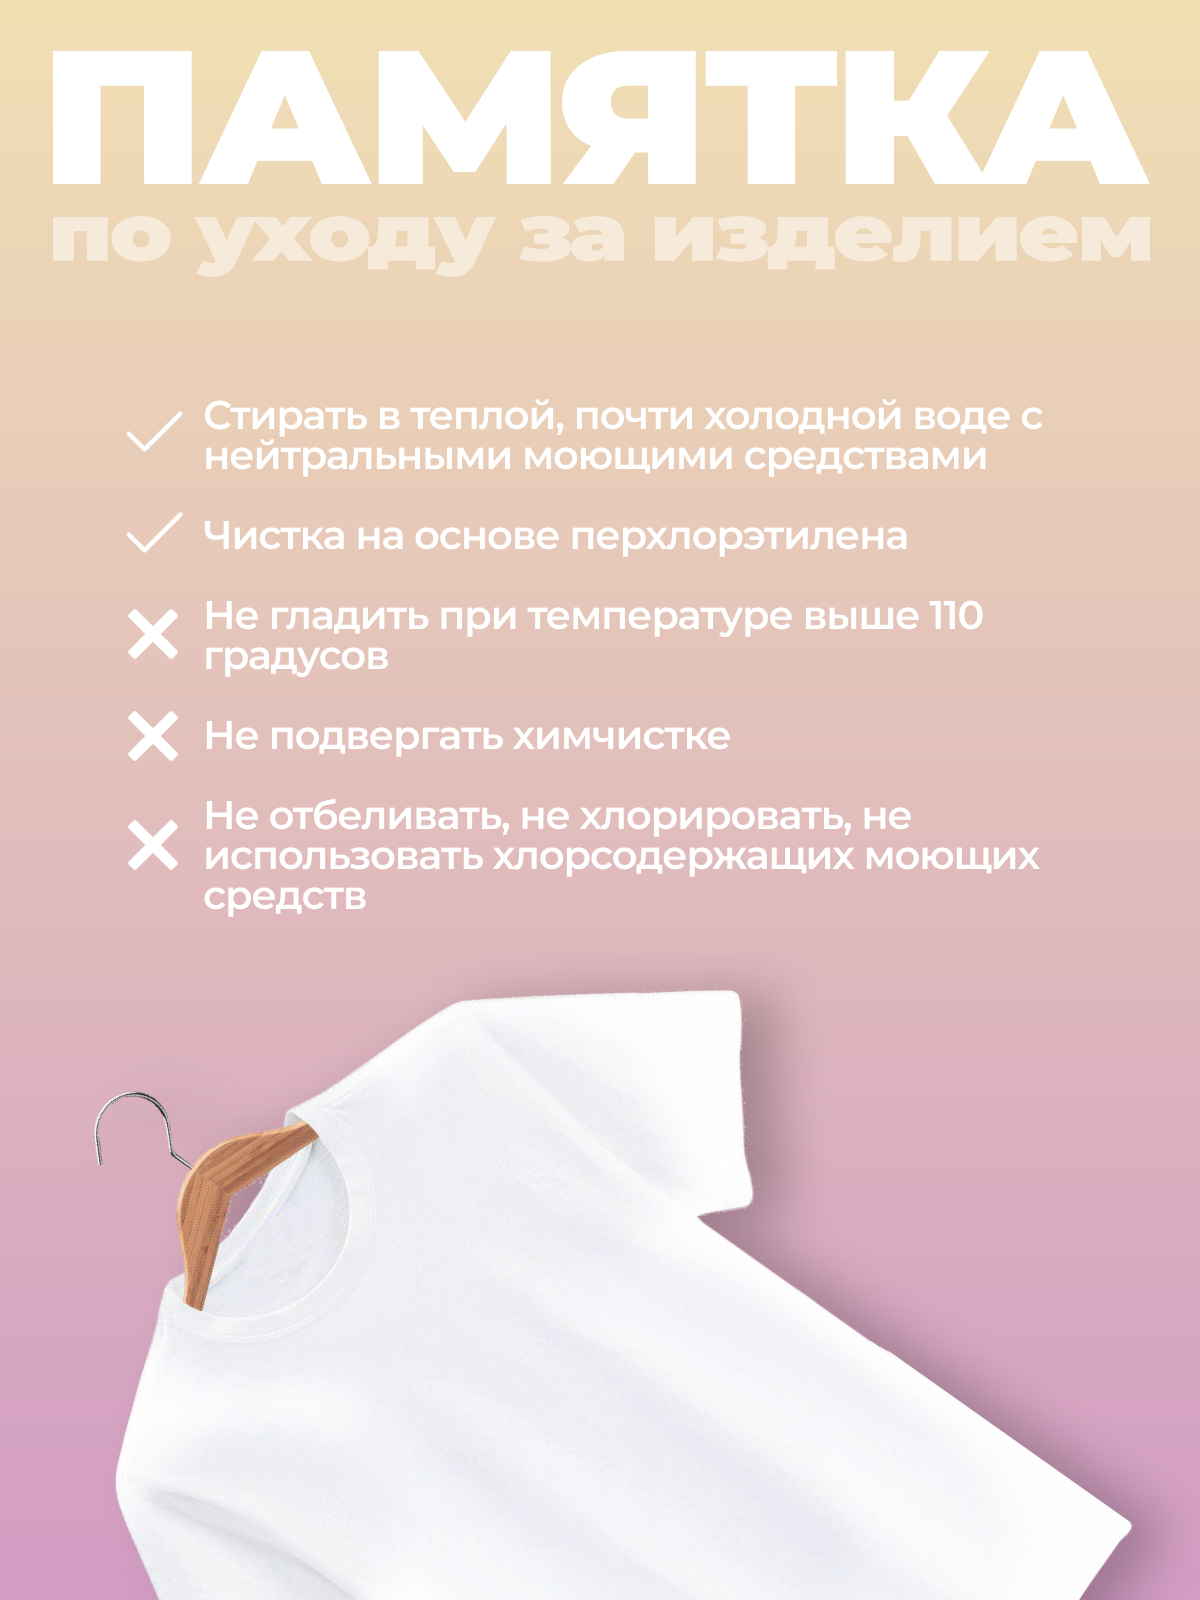 ПАМЯТКА
по уходу за изделием
Стирать в теплой, почти холодной воде с
нейтральными моющими средствами
Чистка на основе перхлорэтилена
Не гладить при температуре выше 110
градусов
Не подвергать химчистке
Не отбеливать, не хлорировать, не
использовать хлорсодержащих моющих
средств